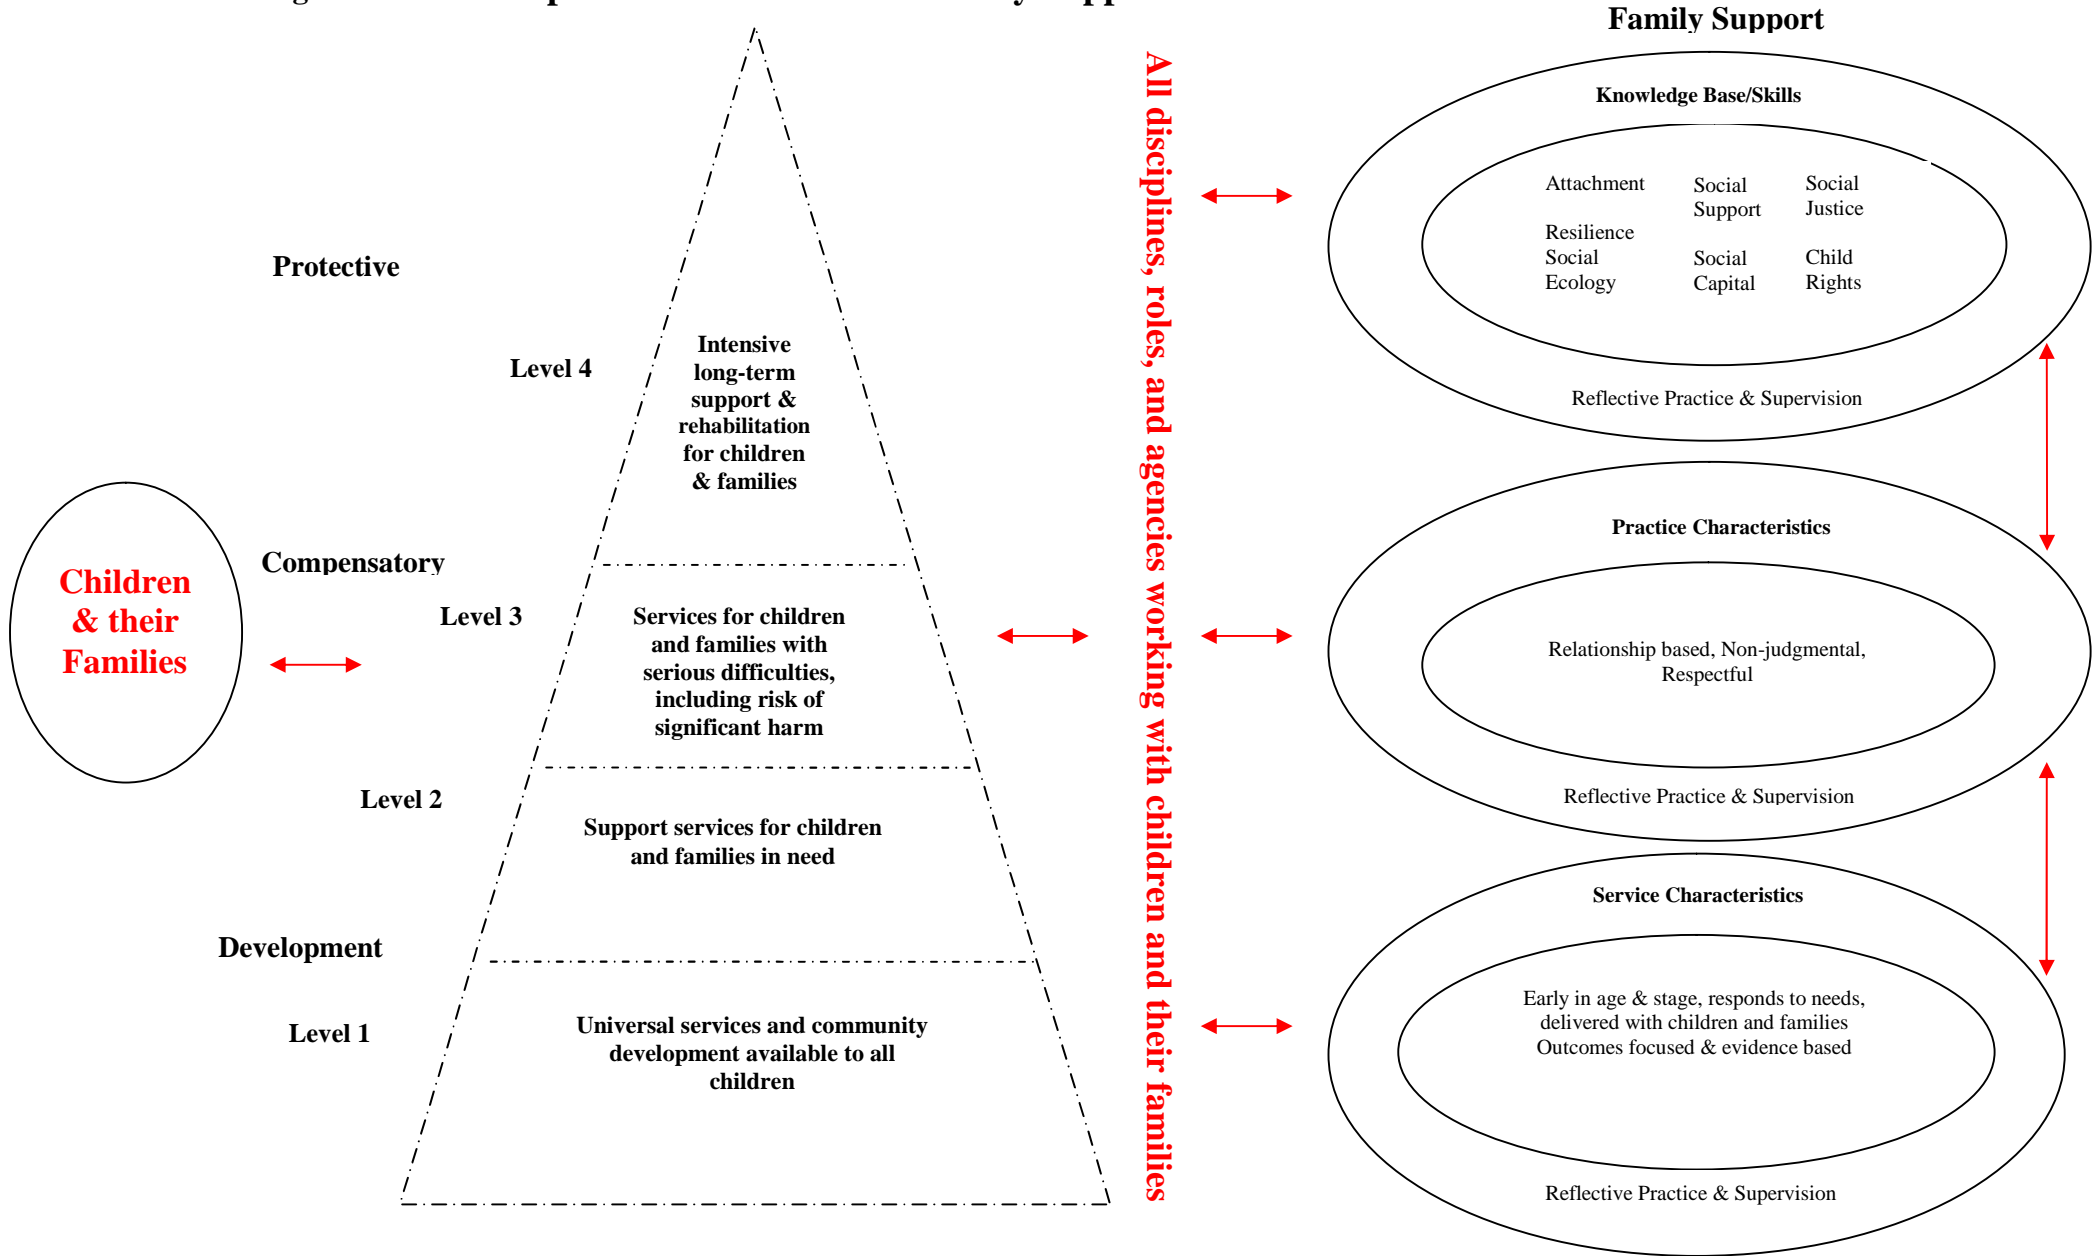 Family Support
All disciplines, roles, and agencies working with children and their families
Children
& their
Families
Protective
Compensatory
Development
Level 4
Level 3
Level 2
Level 1
Intensive
long-term
support &
rehabilitation
for children
& families
Services for children
and families with
serious difficulties,
including risk of
significant harm
Support services for children
and families in need
Universal services and community
development available to all
children
Knowledge Base/Skills
Attachment
Resilience
Social
Ecology
Social
Support
Social
Capital
Social
Justice
Child
Rights
Reflective Practice & Supervision
Practice Characteristics
Relationship based, Non-judgmental,
Respectful
Reflective Practice & Supervision
Service Characteristics
Early in age & stage, responds to needs,
delivered with children and families
Outcomes focused & evidence based
Reflective Practice & Supervision